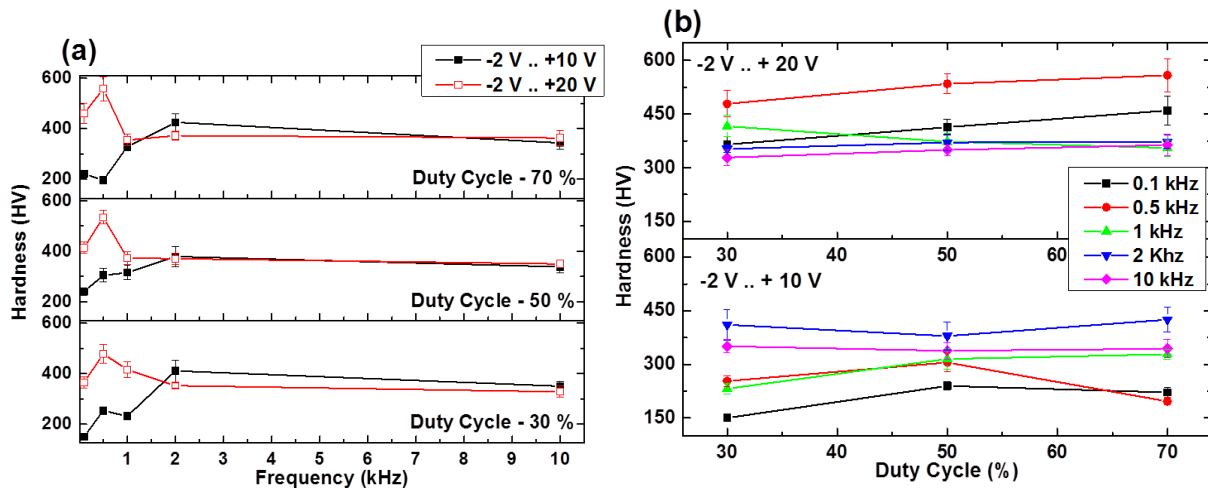 (a)
-2 V .. +10 V
-2 V .. +20 V
Hardness (HV)
600
400
200
Duty Cycle - 70 %
600
400
200
Duty Cycle - 50 %
600
400
200
Duty Cycle - 30 %
1 2 3 4 5 6 7 8 9 10
Frequency (kHz)
(b)
Hardness (HV)
-2 V .. + 20 V
600
450
300
150
30 40 50 60 70
0.1 kHz
0.5 kHz
1 kHz
2 Khz
10 kHz
-2 V .. + 10 V
600
450
300
150
30 40 50 60 70
Duty Cycle (%)